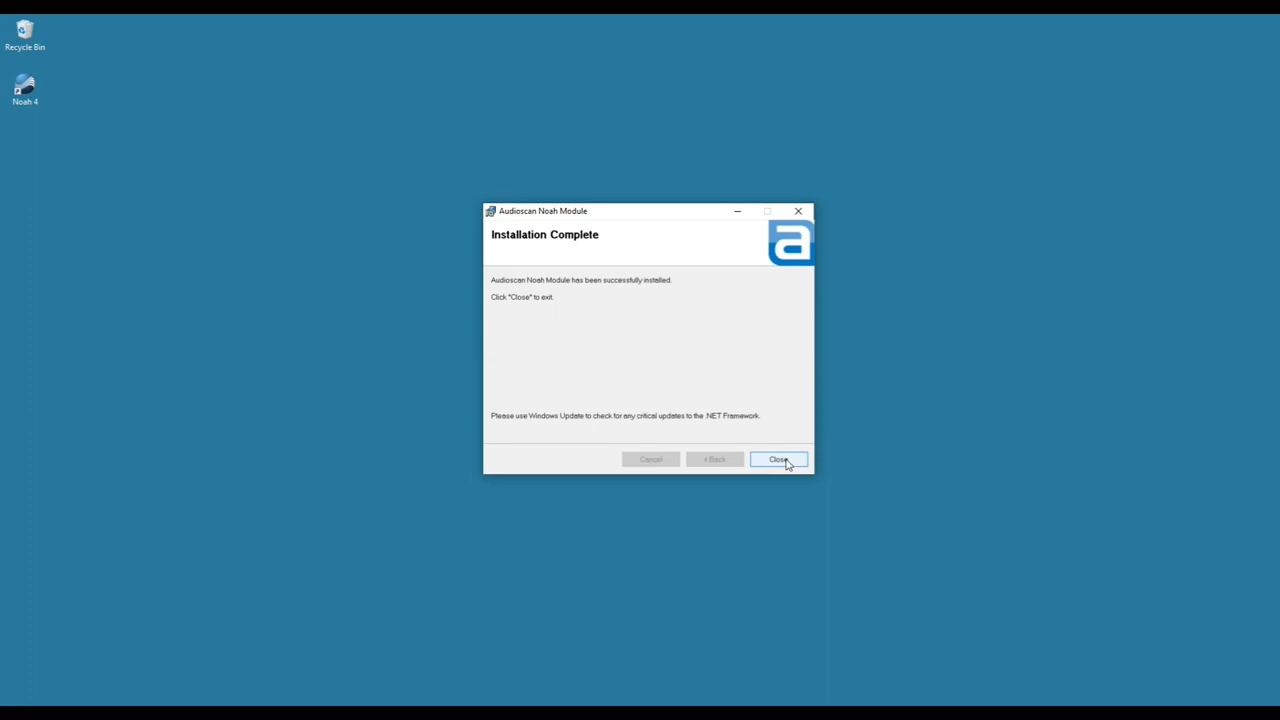 Recycle Bin
Noah 4
Audioscan Noah Module
Installation Complete
a
Audioscan Noah Module has been successfully installed.
Click "Close" to exit.
Please use Windows Update to check for any critical updates to the .NET Framework.
Cancel
< Back
Close